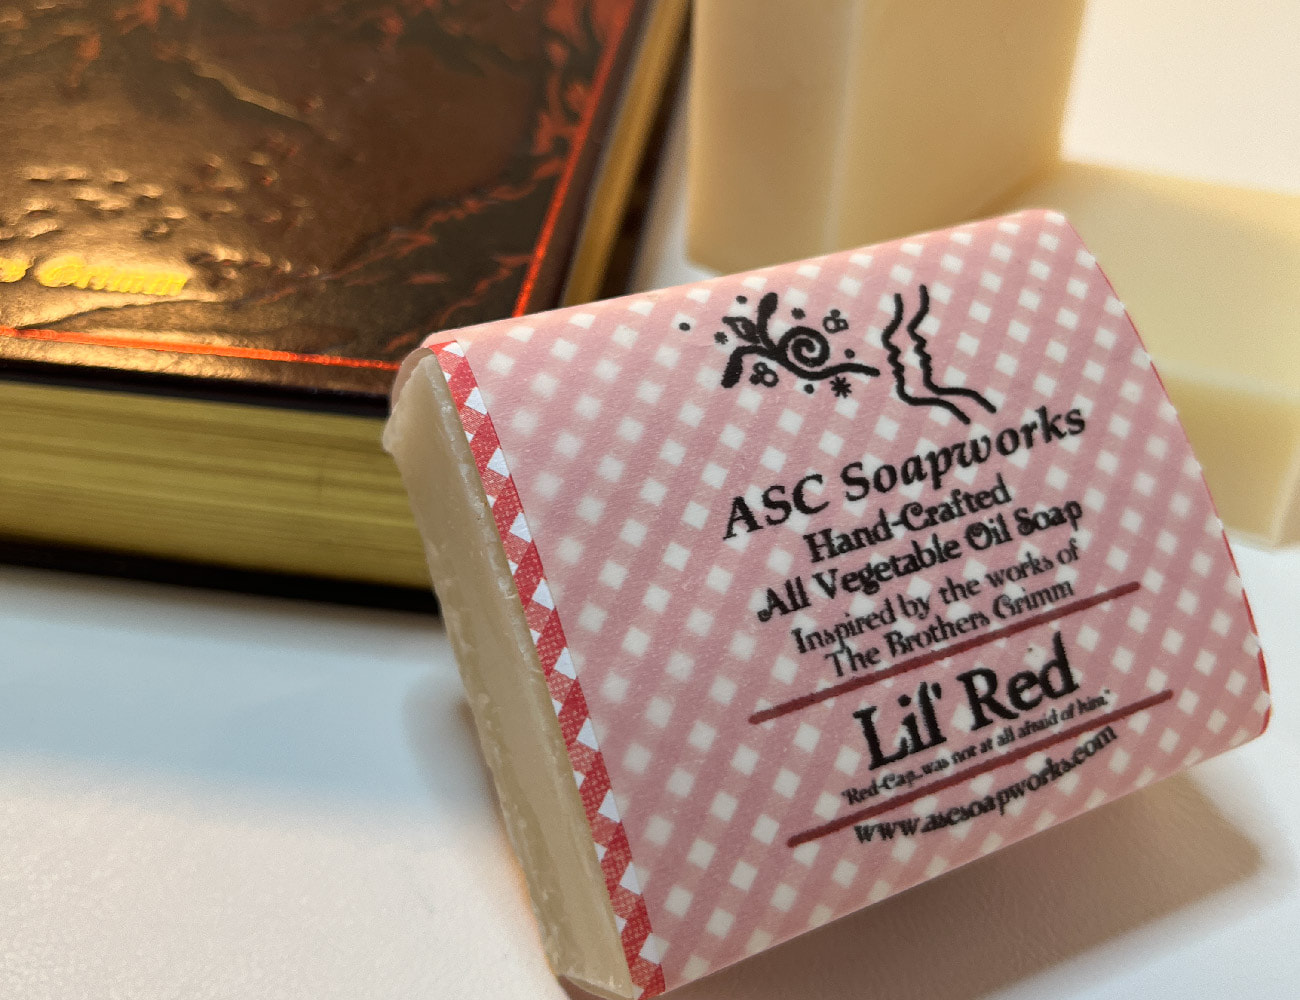 s Grimm
ASC Soapworks
Hand-Crafted
All Vegetable Oil Soap
Inspired by the works of
The Brothers Grimm
Lil' Red
"Red-Cap...was not at all afraid of him."
www.ascsoapworks.com